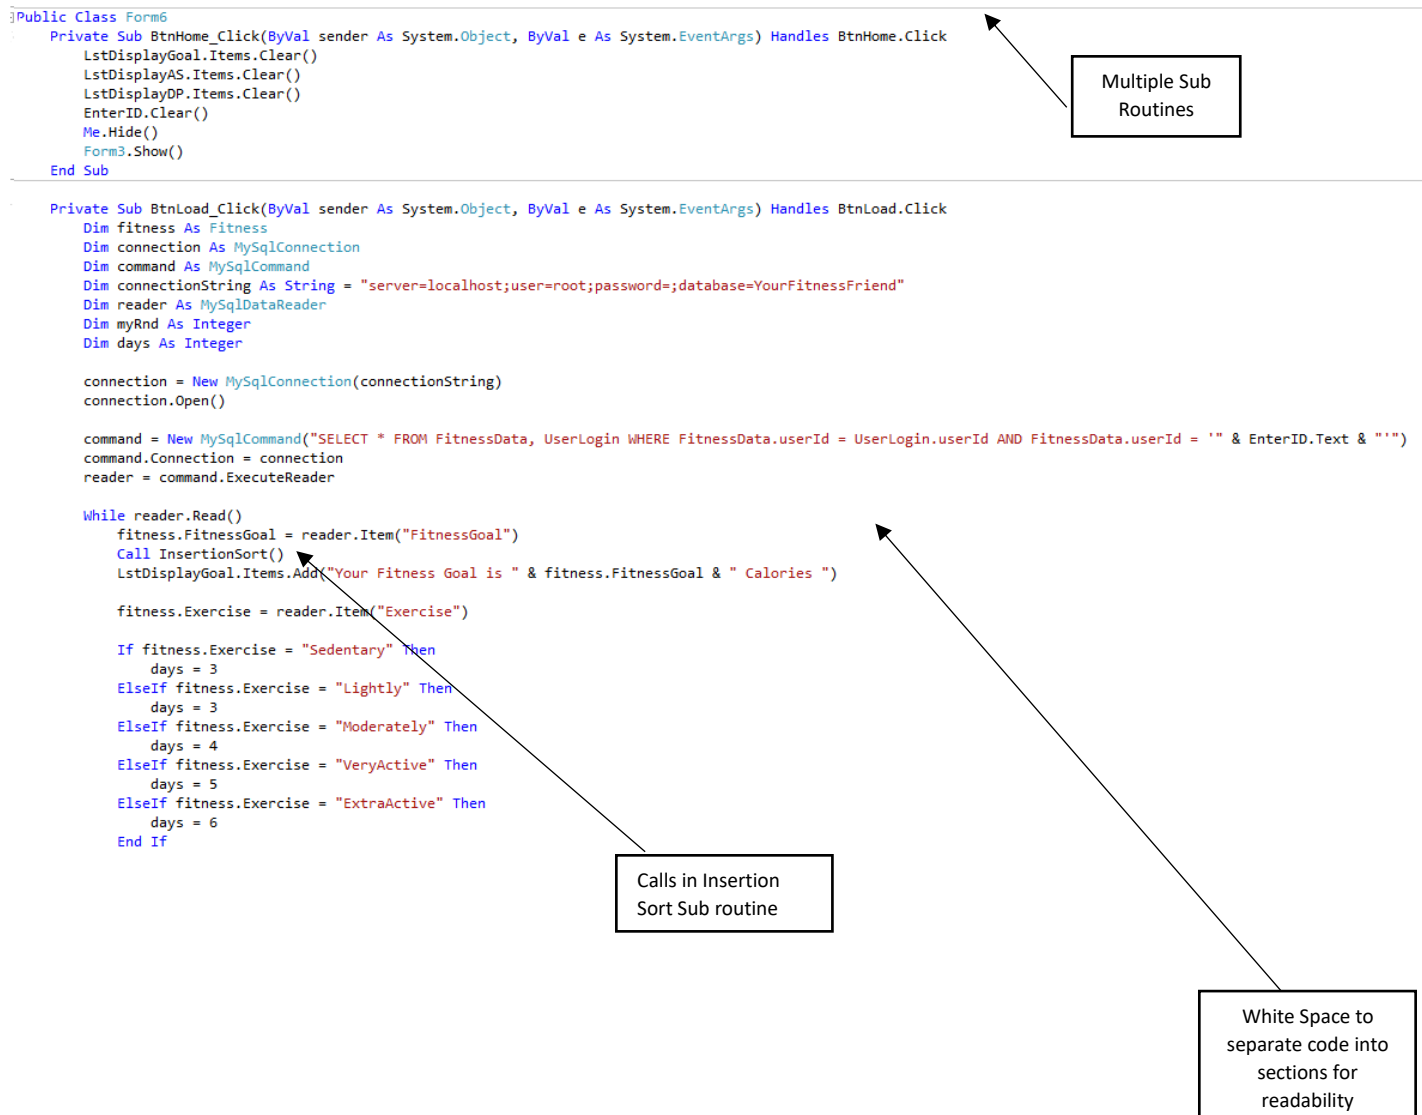 Public Class Form6
Private Sub BtnHome_Click(ByVal sender As System.Object, ByVal e As System.EventArgs) Handles BtnHome.Click
LstDisplayGoal.Items.Clear()
LstDisplayAS.Items.Clear()
LstDisplayDP.Items.Clear()
EnterID.Clear()
Me.Hide()
Form3.Show()
End Sub
Multiple Sub
Routines
Private Sub BtnLoad_Click(ByVal sender As System.Object, ByVal e As System.EventArgs) Handles BtnLoad.Click
Dim fitness As Fitness
Dim connection As MySqlConnection
Dim command As MySqlCommand
Dim connectionString As String = "server=localhost;user=root;password=;database=YourFitnessFriend"
Dim reader As MySqlDataReader
Dim myRnd As Integer
Dim days As Integer
connection = New MySqlConnection(connectionString)
connection.Open()
command = New MySqlCommand("SELECT * FROM FitnessData, UserLogin WHERE FitnessData.userId = UserLogin.userId AND FitnessData.userId = '" & EnterID.Text & "'")
command.Connection = connection
reader = command.ExecuteReader
While reader.Read()
fitness.FitnessGoal = reader.Item("FitnessGoal")
Call InsertionSort()
LstDisplayGoal.Items.Add("Your Fitness Goal is " & fitness.FitnessGoal & " Calories ")
fitness.Exercise = reader.Item("Exercise")
If fitness.Exercise = "Sedentary" Then
days = 3
ElseIf fitness.Exercise = "Lightly" Then
days = 3
ElseIf fitness.Exercise = "Moderately" Then
days = 4
ElseIf fitness.Exercise = "VeryActive" Then
days = 5
ElseIf fitness.Exercise = "ExtraActive" Then
days = 6
End If
Calls in Insertion
Sort Sub routine
White Space to
separate code into
sections for
readability